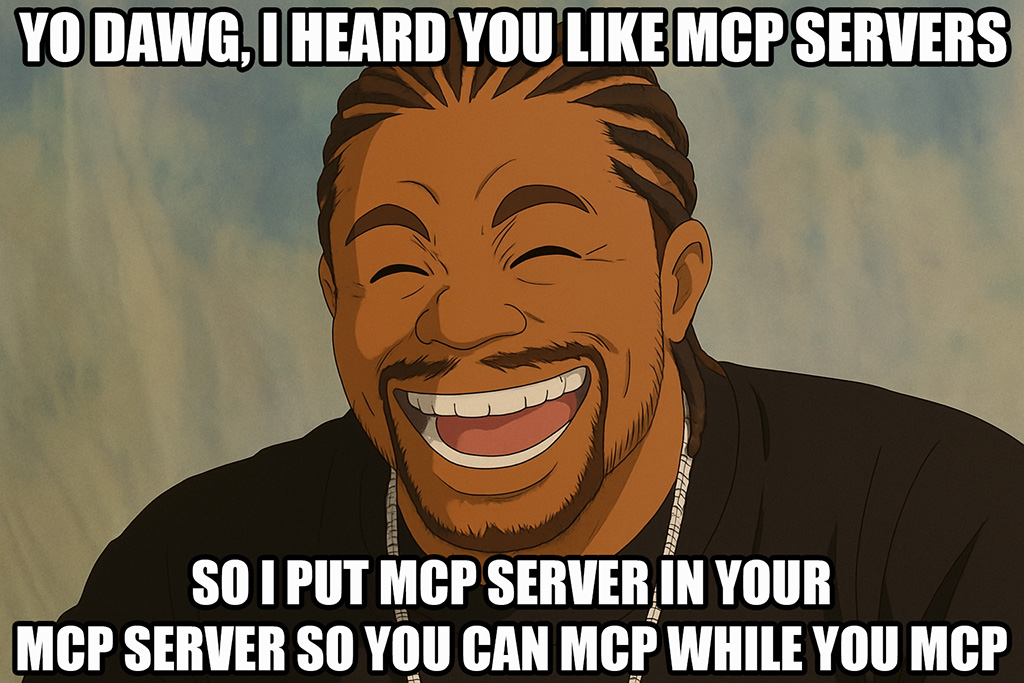 YO DAWG, I HEARD YOU LIKE MCP SERVERS
SO I PUT MCP SERVER IN YOUR
MCP SERVER SO YOU CAN MCP WHILE YOU MCP